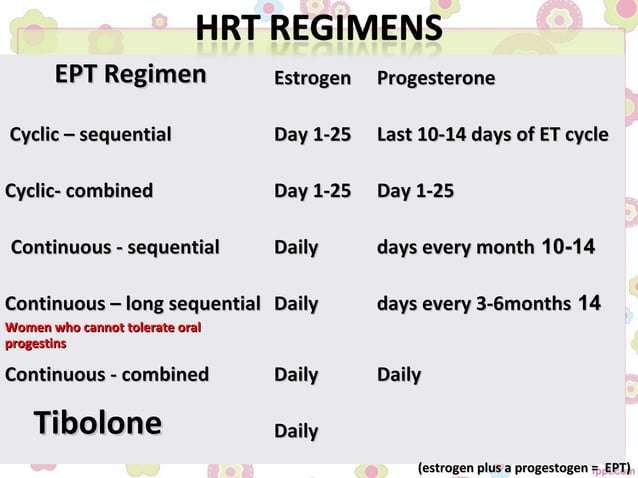 HRT REGIMENS
EPT Regimen Estrogen Progesterone
Cyclic – sequential Day 1-25 Last 10-14 days of ET cycle
Cyclic- combined Day 1-25 Day 1-25
Continuous - sequential Daily days every month 10-14
Continuous – long sequential Daily days every 3-6months 14
Women who cannot tolerate oral
progestins
Continuous - combined Daily Daily
Tibolone Daily
(estrogen plus a progestogen = EPT)